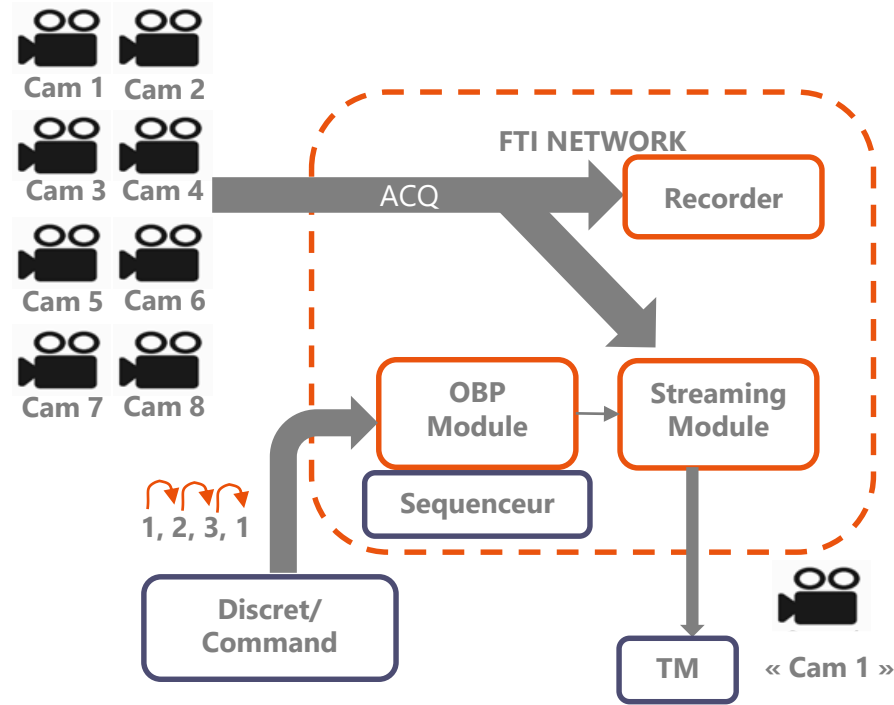 Cam 1 Cam 2
FTI NETWORK
Cam 3 Cam 4
ACQ
Recorder
Cam 5 Cam 6
Cam 7 Cam 8
OBP
Module
Streaming
Module
Sequenceur
1, 2, 3, 1
Discret/
Command
TM
« Cam 1 »